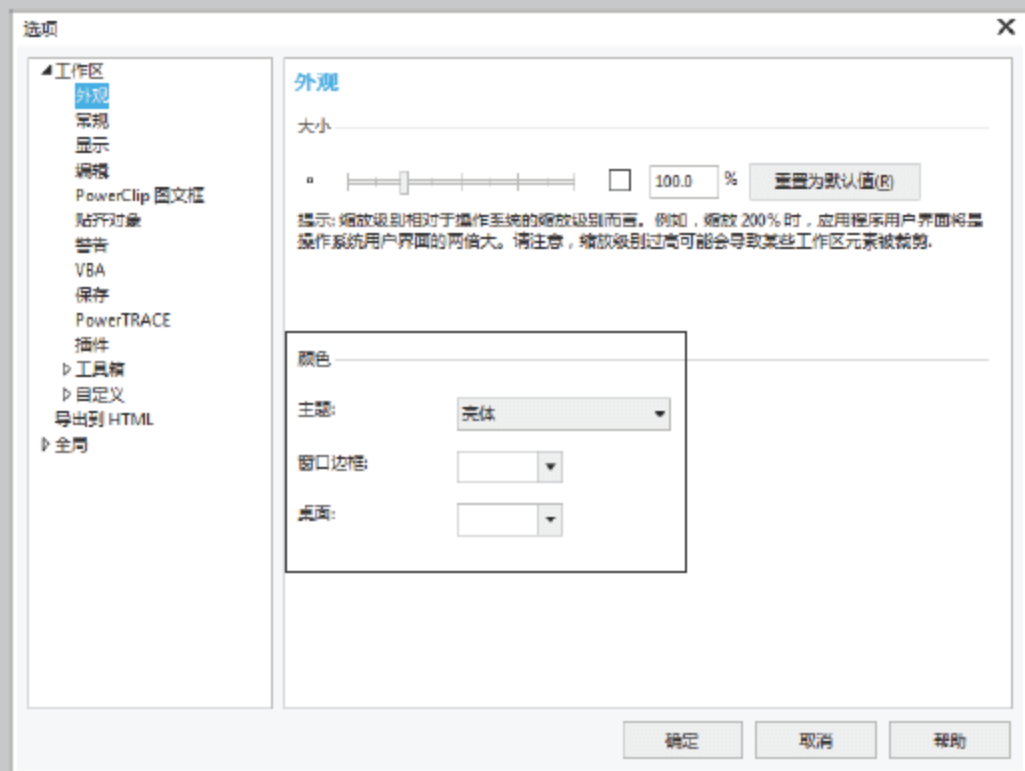 选项
工作区
外观
常规
显示
编辑
PowerClip 图文框
贴齐对象
警告
VBA
保存
PowerTRACE
插件
工具箱
自定义
导出到 HTML
全局
外观
大小
100.0 % 重置为默认值(R)
提示: 缩放级别相对于操作系统的缩放级别而言。例如，缩放 200% 时，应用程序用户界面将是
操作系统用户界面的两倍大。请注意，缩放级别过高可能会导致某些工作区元素被裁剪.
颜色
主题: 亮体
窗口边框:
桌面:
确定 取消 帮助